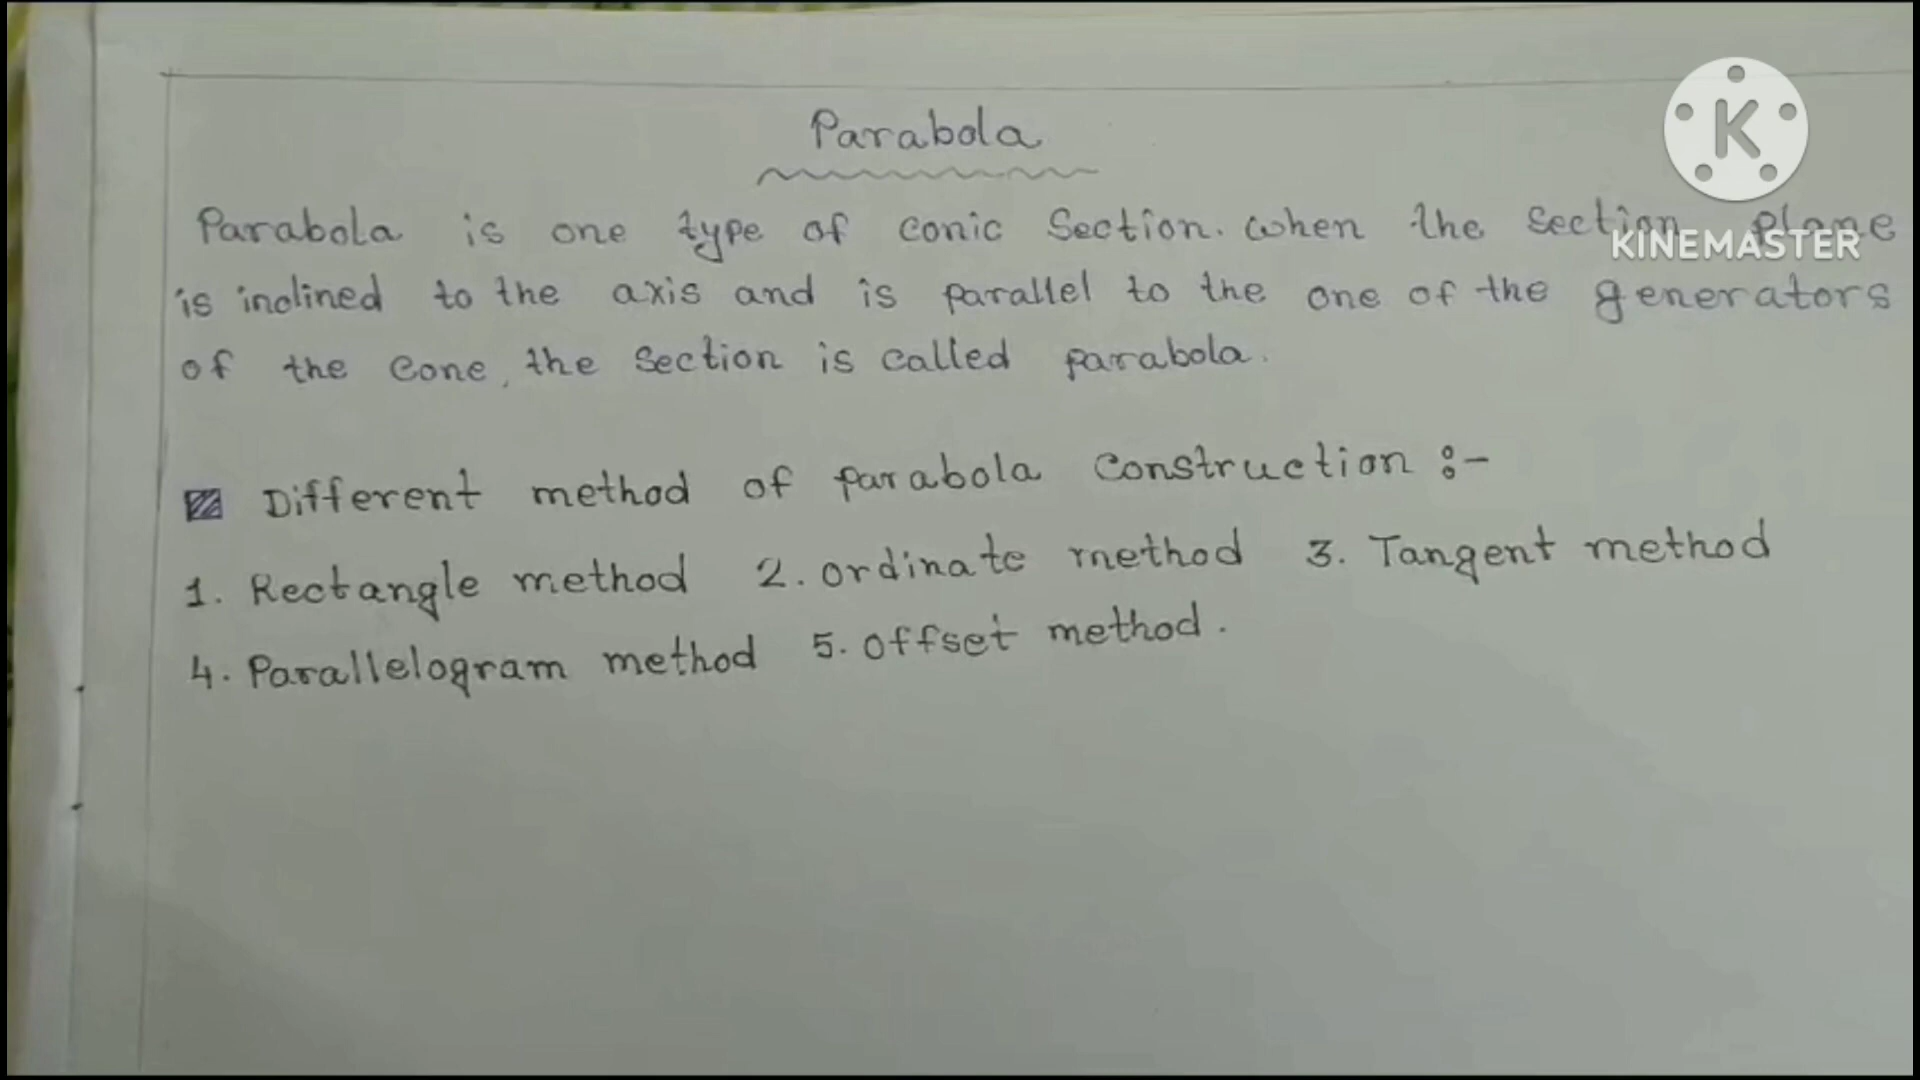 Parabola
Parabola is one type of conic Section. when the section plane
is inclined to the axis and is parallel to the one of the generators
of the Cone, the Section is called parabola.
Different method of parabola Construction :-
1. Rectangle method 2. ordinate method 3. Tangent method
4. Parallelogram method 5. offset method.
K
KINEMASTER